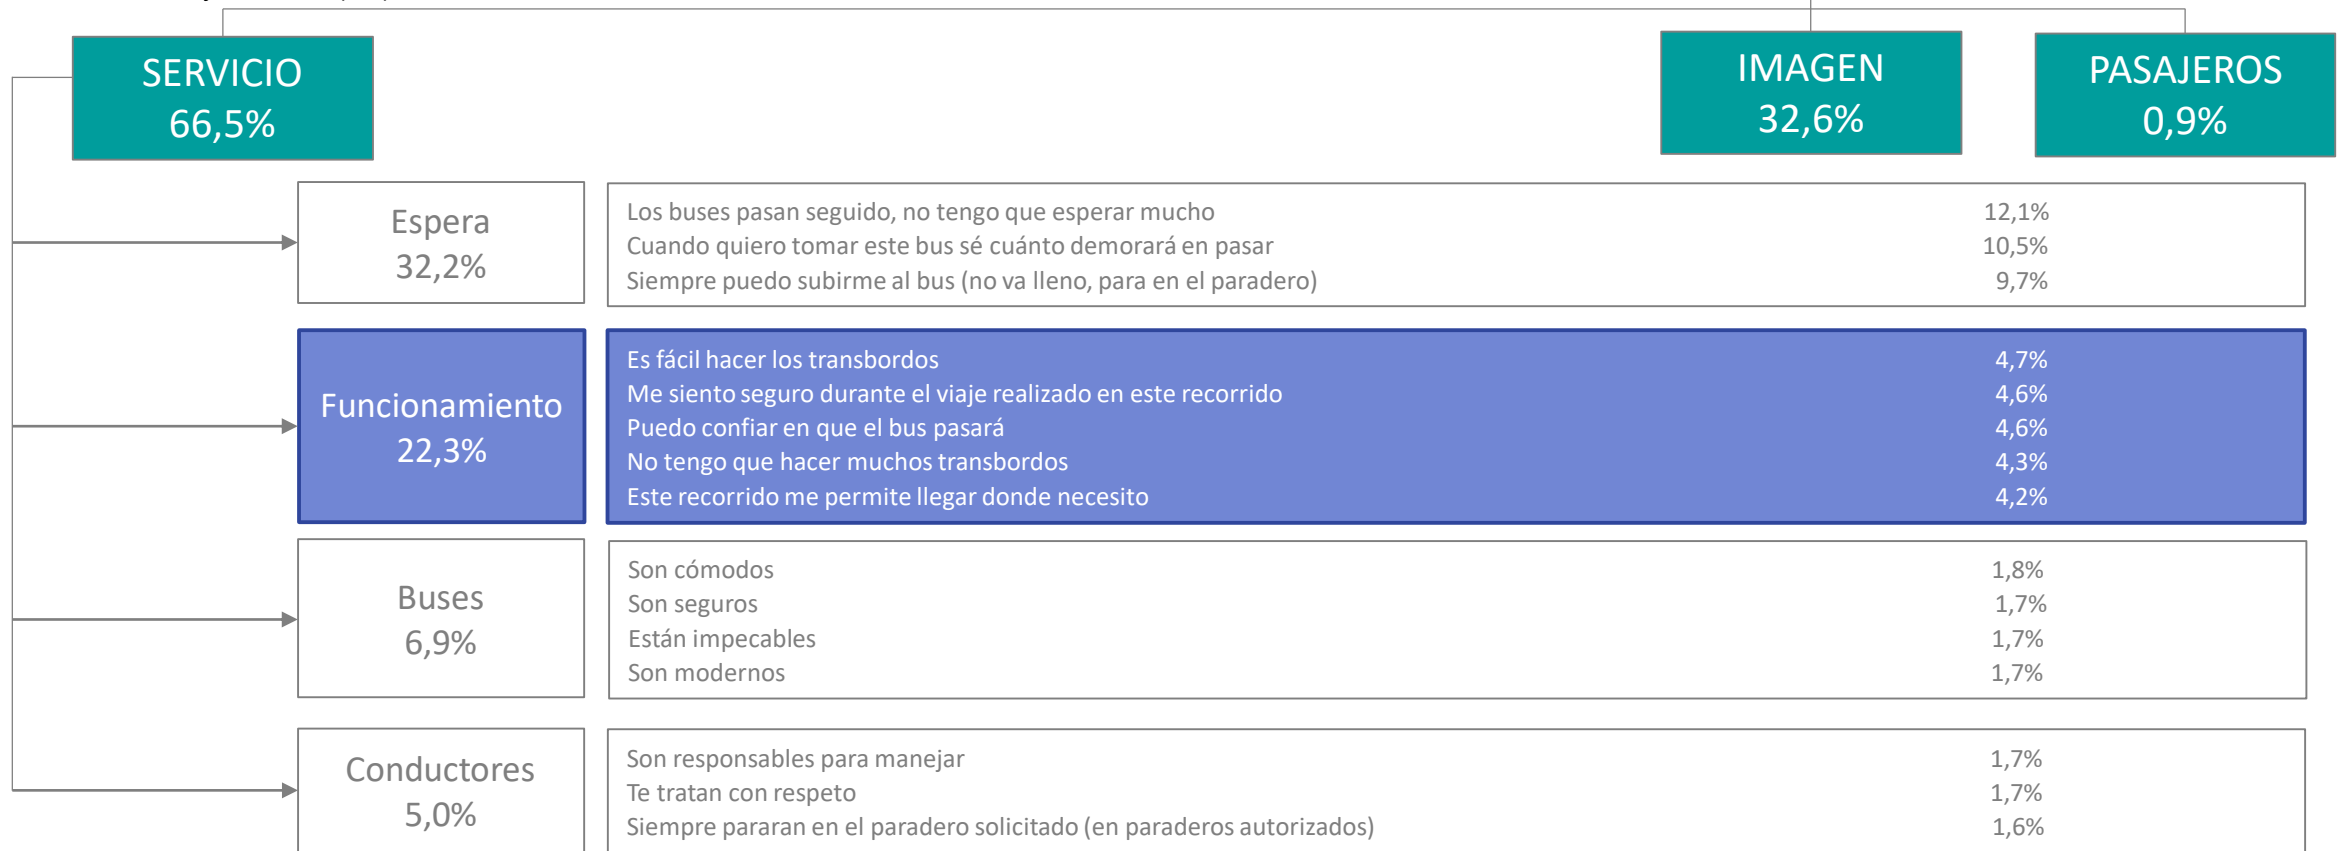 SERVICIO
66,5%
IMAGEN
32,6%
PASAJEROS
0,9%
Espera
32,2%
Los buses pasan seguido, no tengo que esperar mucho 12,1%
Cuando quiero tomar este bus sé cuánto demorará en pasar 10,5%
Siempre puedo subirme al bus (no va lleno, para en el paradero) 9,7%
Funcionamiento
22,3%
Es fácil hacer los transbordos 4,7%
Me siento seguro durante el viaje realizado en este recorrido 4,6%
Puedo confiar en que el bus pasará 4,6%
No tengo que hacer muchos transbordos 4,3%
Este recorrido me permite llegar donde necesito 4,2%
Buses
6,9%
Son cómodos 1,8%
Son seguros 1,7%
Están impecables 1,7%
Son modernos 1,7%
Conductores
5,0%
Son responsables para manejar 1,7%
Te tratan con respeto 1,7%
Siempre pararan en el paradero solicitado (en paraderos autorizados) 1,6%